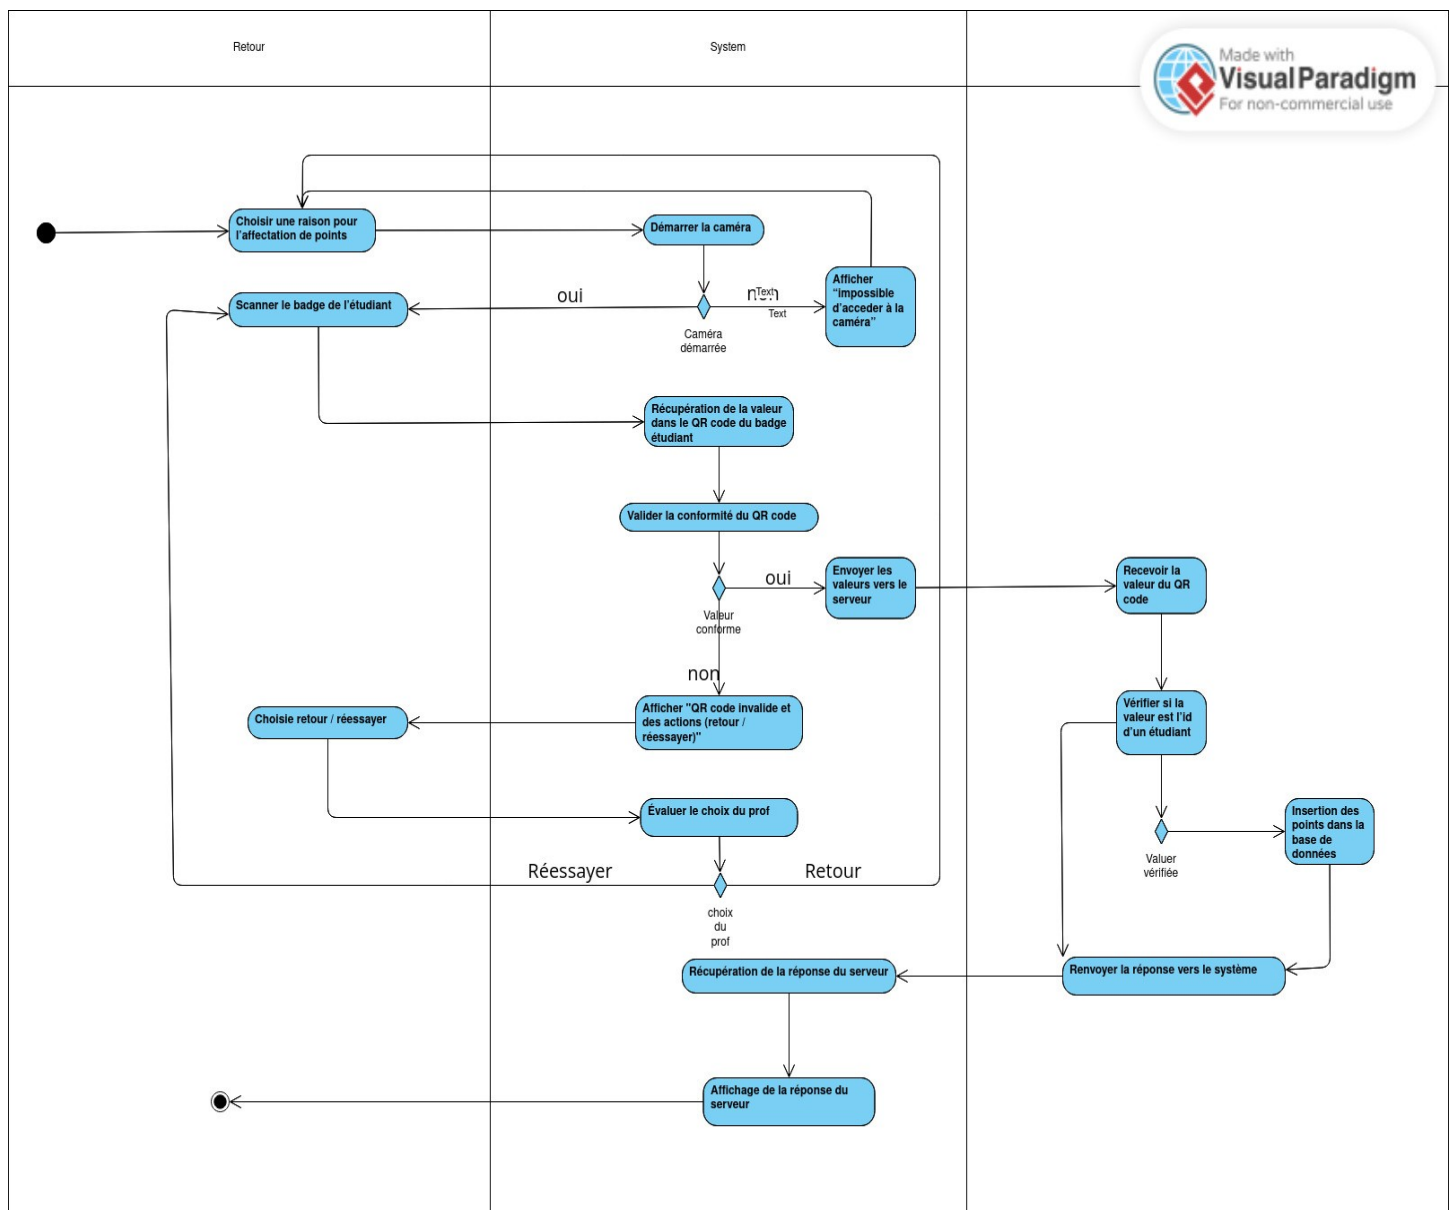 Retour
System
Made with
Visual Paradigm
For non-commercial use
Choisir une raison pour
l'affectation de points
Démarrer la caméra
Afficher
"Impossible
d'acceder à la
caméra"
Scanner le badge de l'étudiant
oui
non
Text
Text
Caméra
démarrée
Récupération de la valeur
dans le QR code du badge
étudiant
Valider la conformité du QR code
oui
Envoyer les
valeurs vers le
serveur
Recevoir la
valeur du QR
code
Valeur
conforme
non
Choisie retour / réessayer
Afficher "QR code invalide et
des actions (retour /
réessayer)"
Vérifier si la
valeur est l'id
d'un étudiant
Évaluer le choix du prof
Insertion des
points dans la
base de
données
Valuer
vérifiée
Réessayer
Retour
choix
du
prof
Récupération de la réponse du serveur
Renvoyer la réponse vers le système
Affichage de la réponse du
serveur